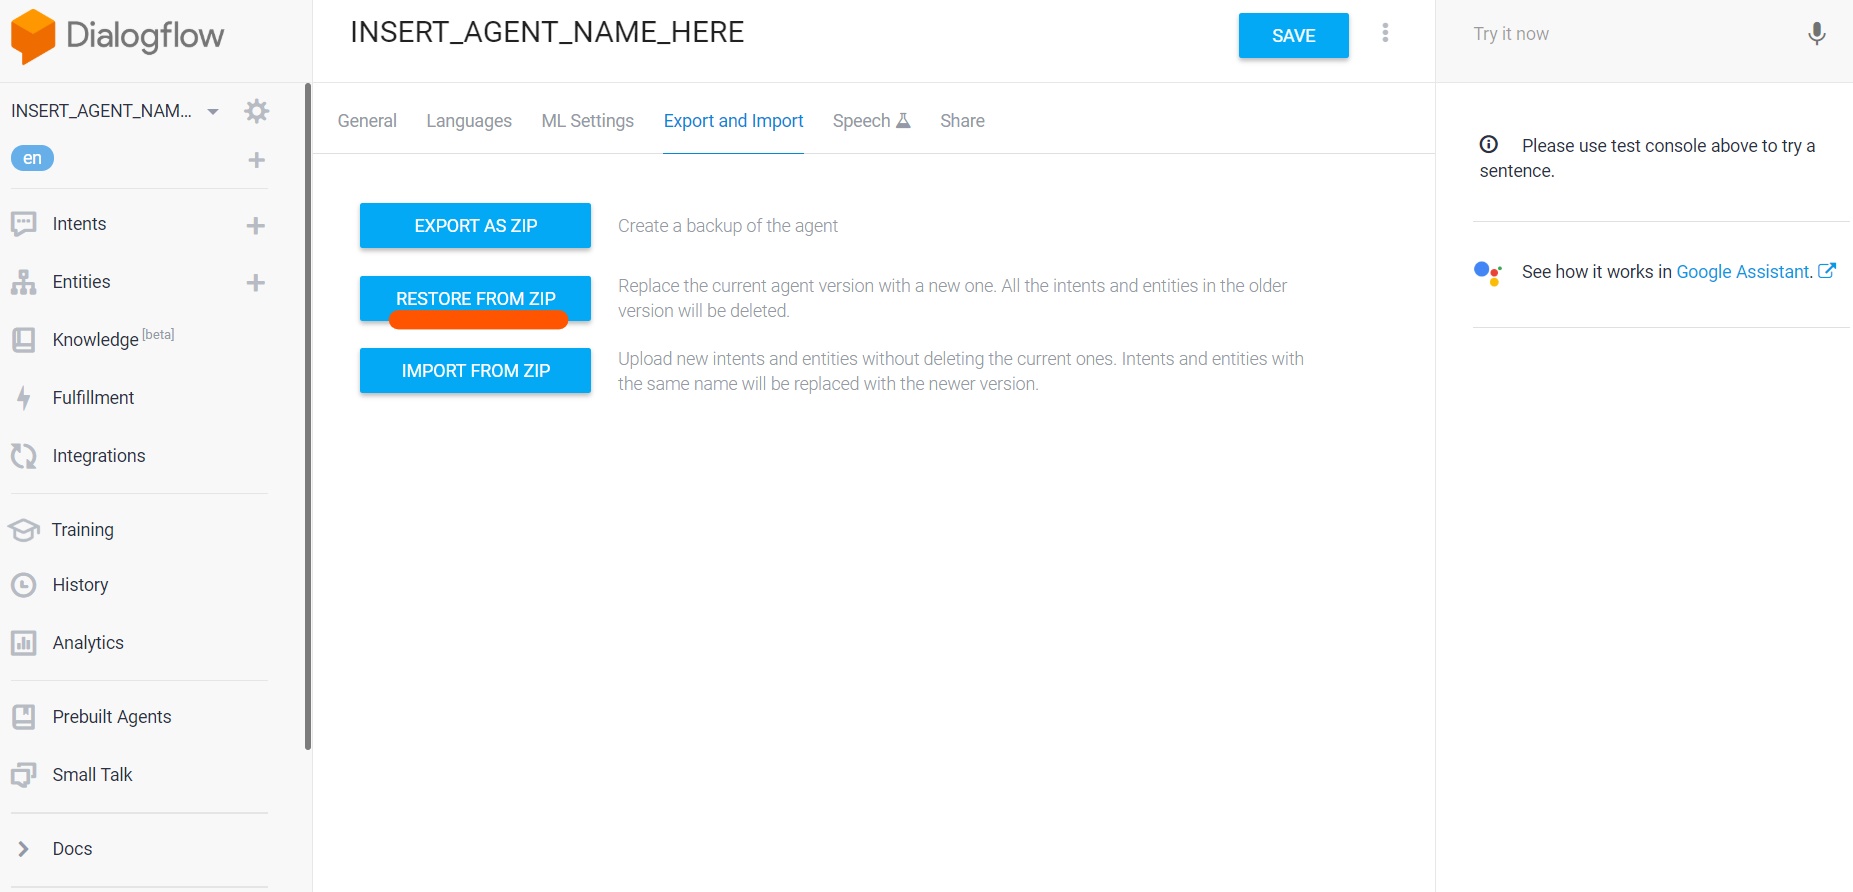 Dialogflow
INSERT_AGENT_NAM...
en
Intents
Entities
Knowledge [beta]
Fulfillment
Integrations
Training
History
Analytics
Prebuilt Agents
Small Talk
Docs
INSERT_AGENT_NAME_HERE
SAVE
General Languages ML Settings Export and Import Speech Share
EXPORT AS ZIP
Create a backup of the agent
RESTORE FROM ZIP
Replace the current agent version with a new one. All the intents and entities in the older
version will be deleted.
IMPORT FROM ZIP
Upload new intents and entities without deleting the current ones. Intents and entities with
the same name will be replaced with the newer version.
Try it now
Please use test console above to try a
sentence.
See how it works in Google Assistant.